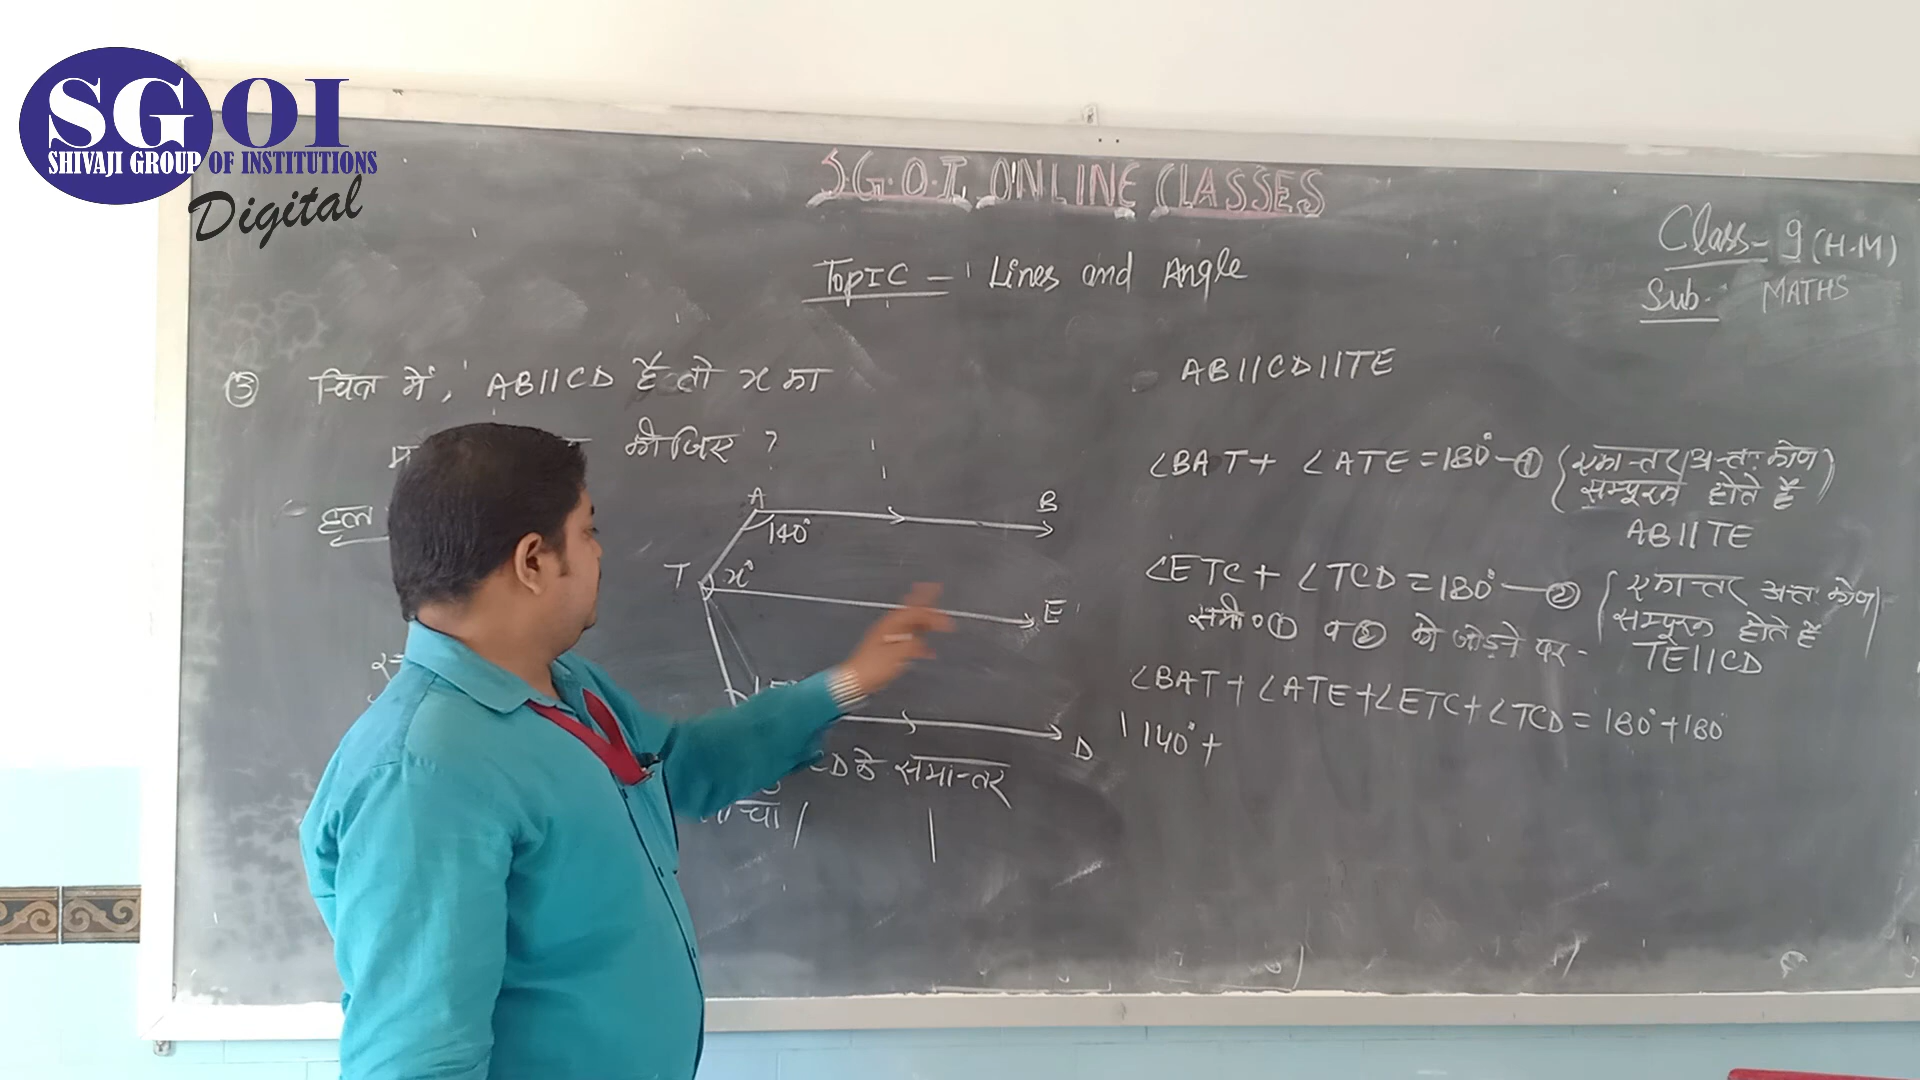 SGOI
SHIVAJI GROUP OF INSTITUTIONS
Digital
S.G.O.I. ONLINE CLASSES
Class- 9 (H.M)
Sub.- MATHS
TOPIC - Lines and Angle
③ चित्र में, AB||CD है तो x का
कीजिए ?
हल
A
B
140°
T
x°
E
D
CD के समान्तर
AB||CD||TE
∠BAT + ∠ATE = 180° — ① {एकान्तर अन्तः कोण
सम्पूरक होते हैं}
AB||TE
∠ETC + ∠TCD = 180° — ② {एकान्तर अन्तः कोण
सम्पूरक होते हैं}
TE||CD
समी० ① व ② को जोड़ने पर -
∠BAT + ∠ATE + ∠ETC + ∠TCD = 180° + 180°
140° +